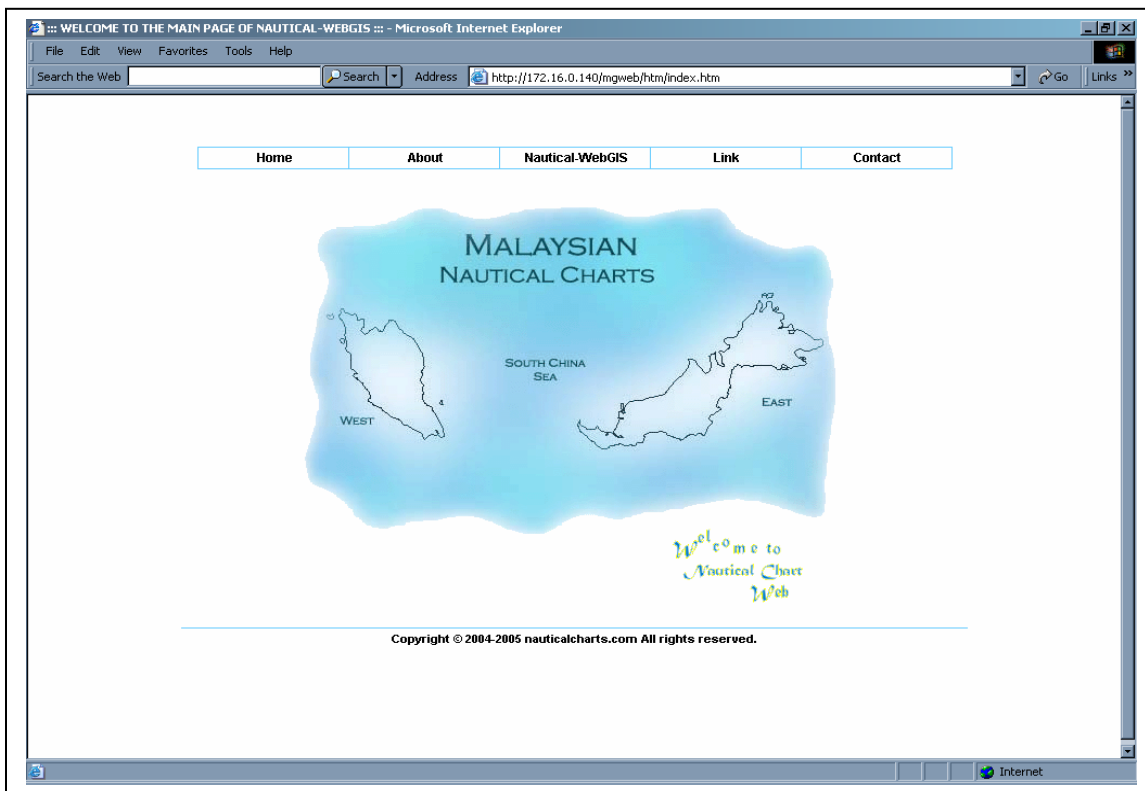 ::: WELCOME TO THE MAIN PAGE OF NAUTICAL-WEBGIS ::: - Microsoft Internet Explorer
File Edit View Favorites Tools Help
Search the Web Search Address http://172.16.0.140/mgweb/htm/index.htm Go Links »
Home About Nautical-WebGIS Link Contact
MALAYSIAN
NAUTICAL CHARTS
SOUTH CHINA
SEA
EAST
WEST
Welcome to
Nautical Chart
Web
Copyright © 2004-2005 nauticalcharts.com All rights reserved.
Internet